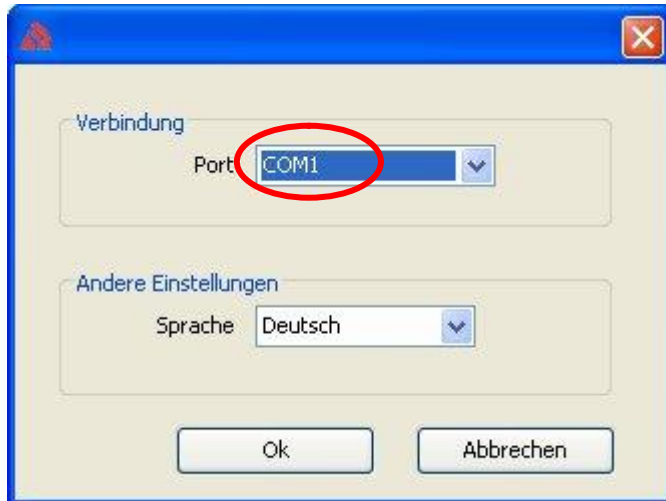 Verbindung
Port COM1
Andere Einstellungen
Sprache Deutsch
Ok Abbrechen